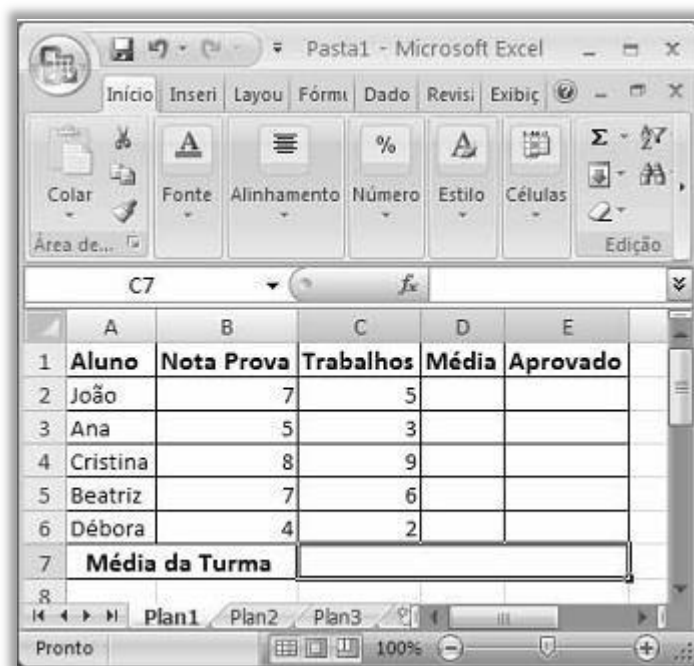 Pasta1 - Microsoft Excel
Início Inseri Layou Fórmu Dado Revisi Exibiç
Colar Fonte Alinhamento Número Estilo Células
Área de... Edição
C7 fx
A B C D E
1 Aluno Nota Prova Trabalhos Média Aprovado
2 João 7 5
3 Ana 5 3
4 Cristina 8 9
5 Beatriz 7 6
6 Débora 4 2
7 Média da Turma
8
Plan1 Plan2 Plan3
Pronto 100%